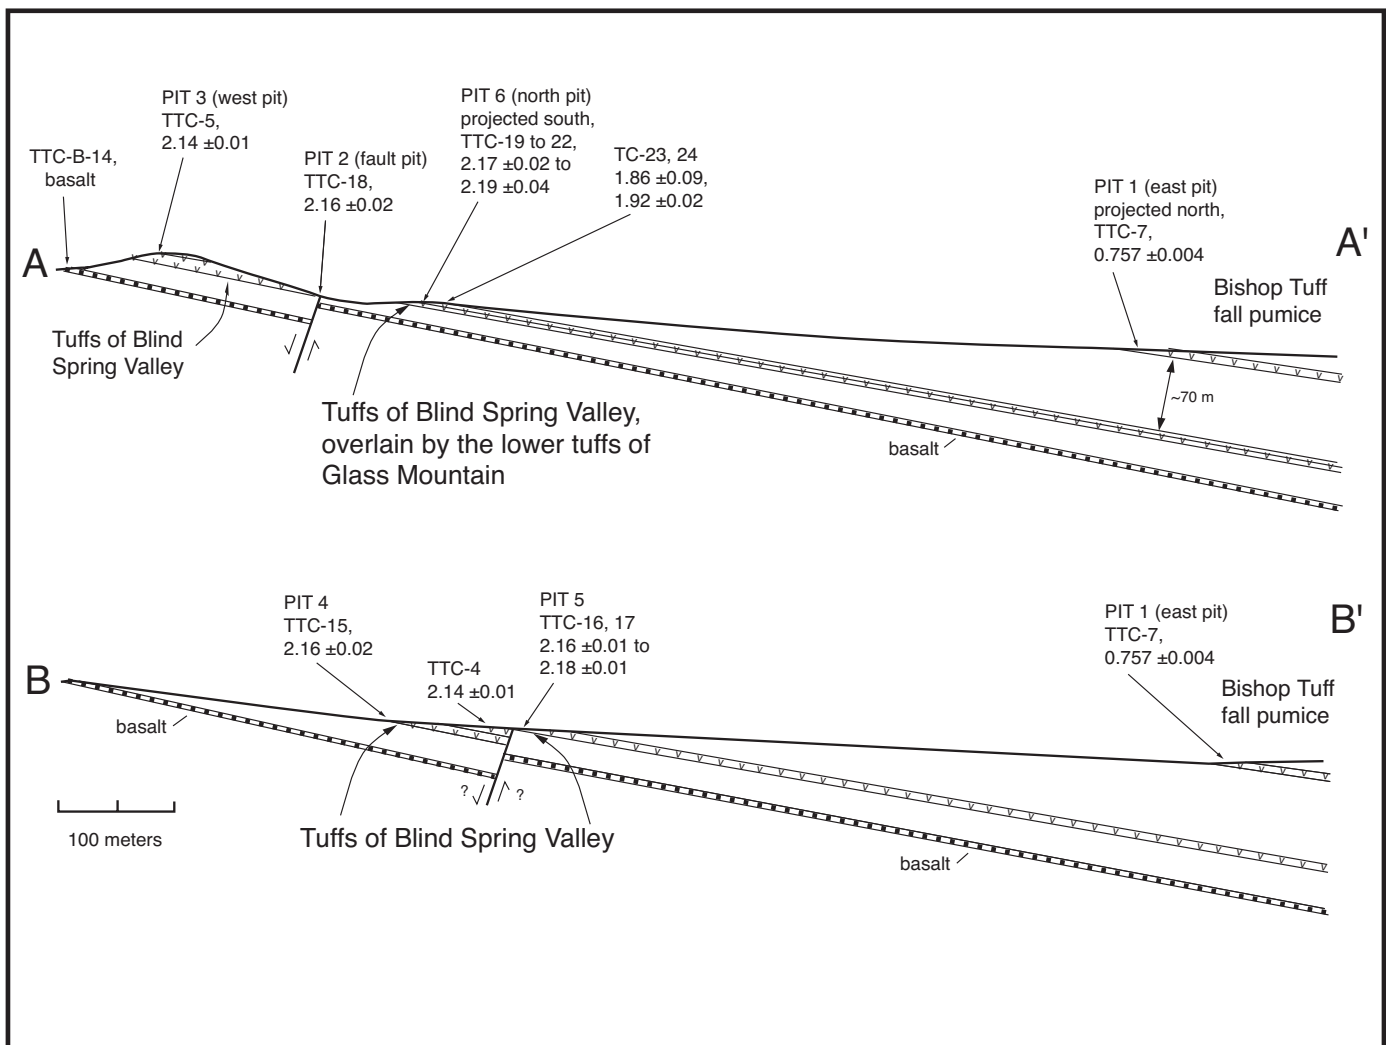 PIT 3 (west pit)
TTC-5,
2.14 ±0.01
TTC-B-14,
basalt
PIT 2 (fault pit)
TTC-18,
2.16 ±0.02
PIT 6 (north pit)
projected south,
TTC-19 to 22,
2.17 ±0.02 to
2.19 ±0.04
TC-23, 24
1.86 ±0.09,
1.92 ±0.02
PIT 1 (east pit)
projected north,
TTC-7,
0.757 ±0.004
A
A'
Bishop Tuff
fall pumice
Tuffs of Blind
Spring Valley
Tuffs of Blind Spring Valley,
overlain by the lower tuffs of
Glass Mountain
~70 m
basalt
PIT 4
TTC-15,
2.16 ±0.02
TTC-4
2.14 ±0.01
PIT 5
TTC-16, 17
2.16 ±0.01 to
2.18 ±0.01
PIT 1 (east pit)
TTC-7,
0.757 ±0.004
B
B'
Bishop Tuff
fall pumice
basalt
? ?
Tuffs of Blind Spring Valley
basalt
100 meters